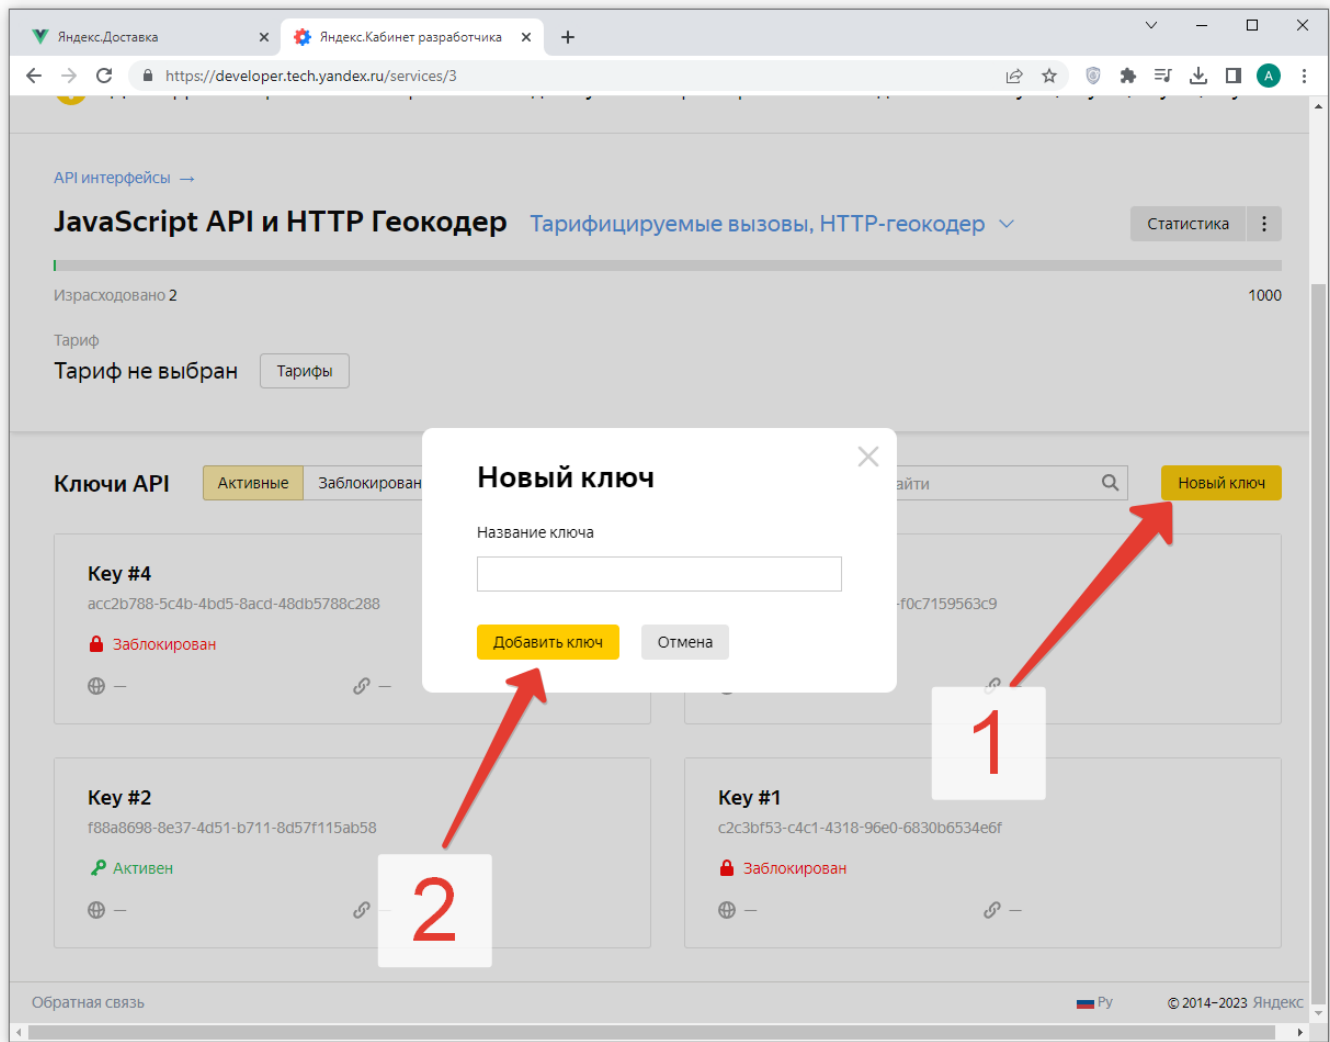 Яндекс.Доставка
Яндекс.Кабинет разработчика
https://developer.tech.yandex.ru/services/3
A
API интерфейсы →
JavaScript API и HTTP Геокодер Тарифицируемые вызовы, HTTP-геокодер
Статистика
Израсходовано 2
1000
Тариф
Тариф не выбран Тарифы
Ключи API Активные Заблокирован
айти
Новый ключ
Новый ключ
Название ключа
Добавить ключ Отмена
Key #4
acc2b788-5c4b-4bd5-8acd-48db5788c288
Заблокирован
— —
-f0c7159563c9
1
Key #2
f88a8698-8e37-4d51-b711-8d57f115ab58
Активен
—
2
Key #1
c2c3bf53-c4c1-4318-96e0-6830b6534e6f
Заблокирован
— —
Обратная связь
Ру
© 2014–2023 Яндекс